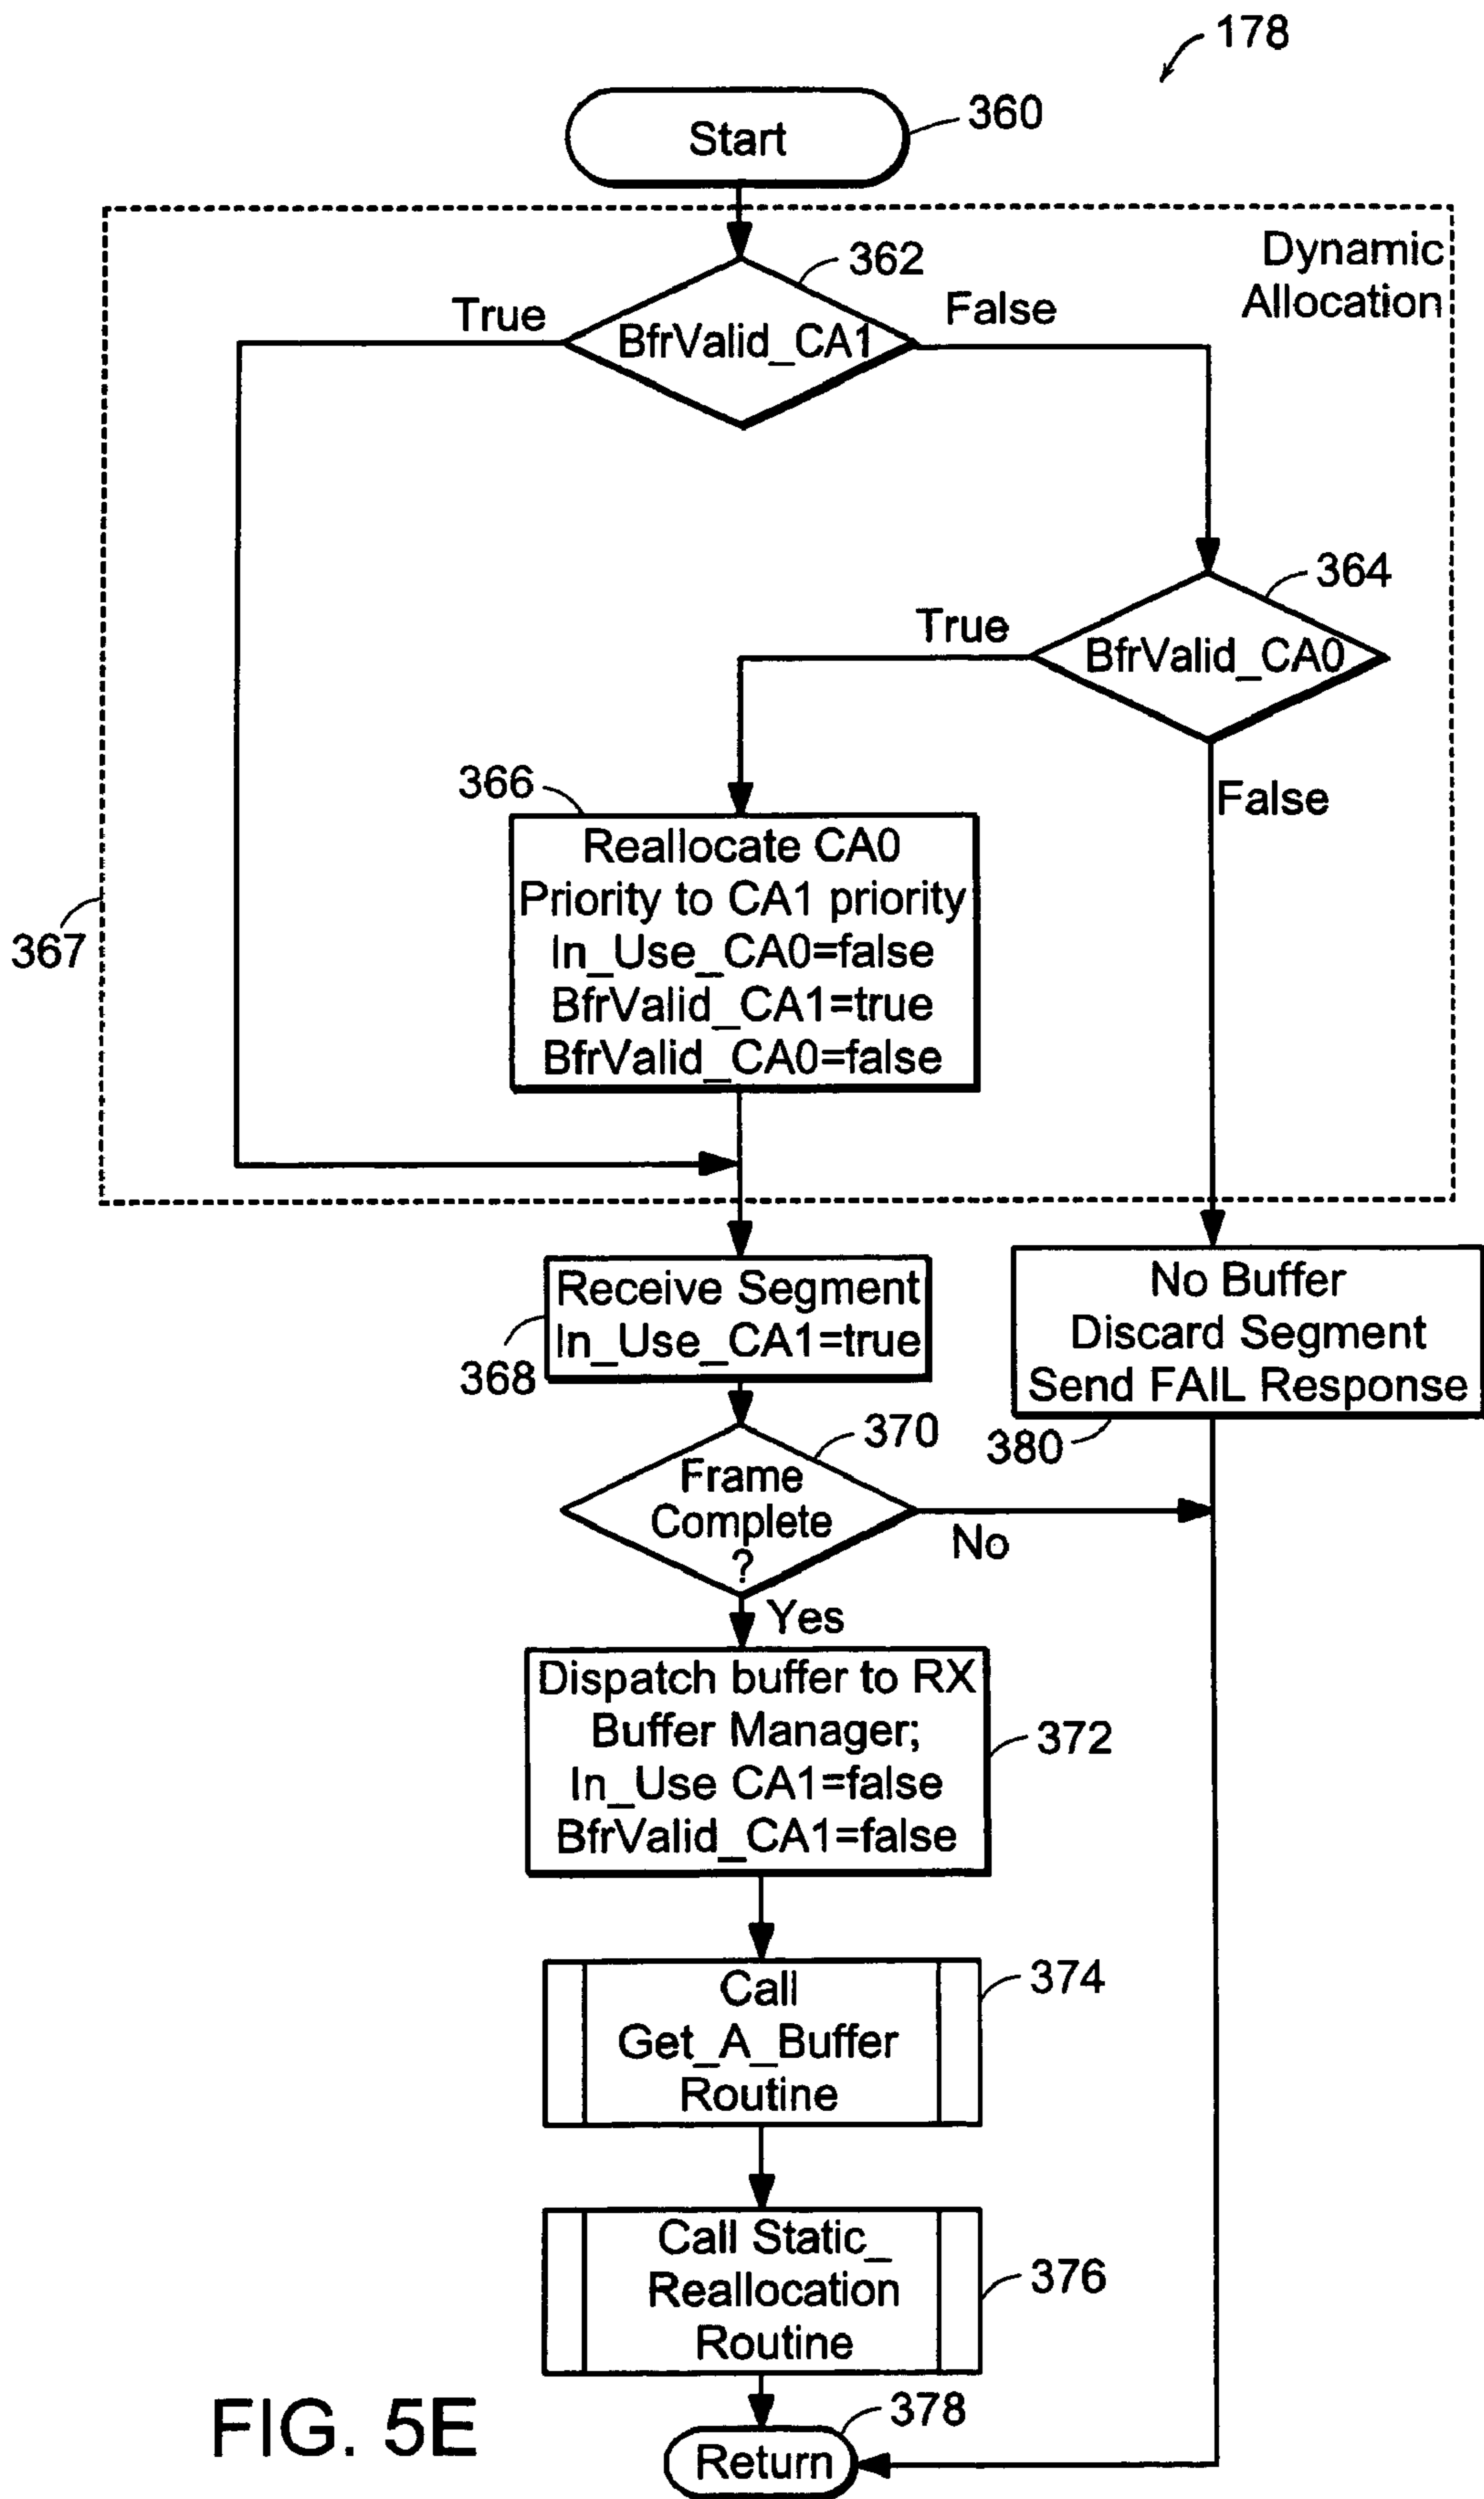 178
Start
360
Dynamic
Allocation
362
True
BfrValid_CA1
False
364
True
BfrValid_CA0
False
366
Reallocate CA0
Priority to CA1 priority
In_Use_CA0=false
BfrValid_CA1=true
BfrValid_CA0=false
367
Receive Segment
In_Use_CA1=true
368
No Buffer
Discard Segment
Send FAIL Response
380
370
Frame
Complete
?
No
Yes
Dispatch buffer to RX
Buffer Manager;
In_Use CA1=false
BfrValid_CA1=false
372
Call
Get_A_Buffer
Routine
374
Call Static_
Reallocation
Routine
376
378
Return
FIG. 5E